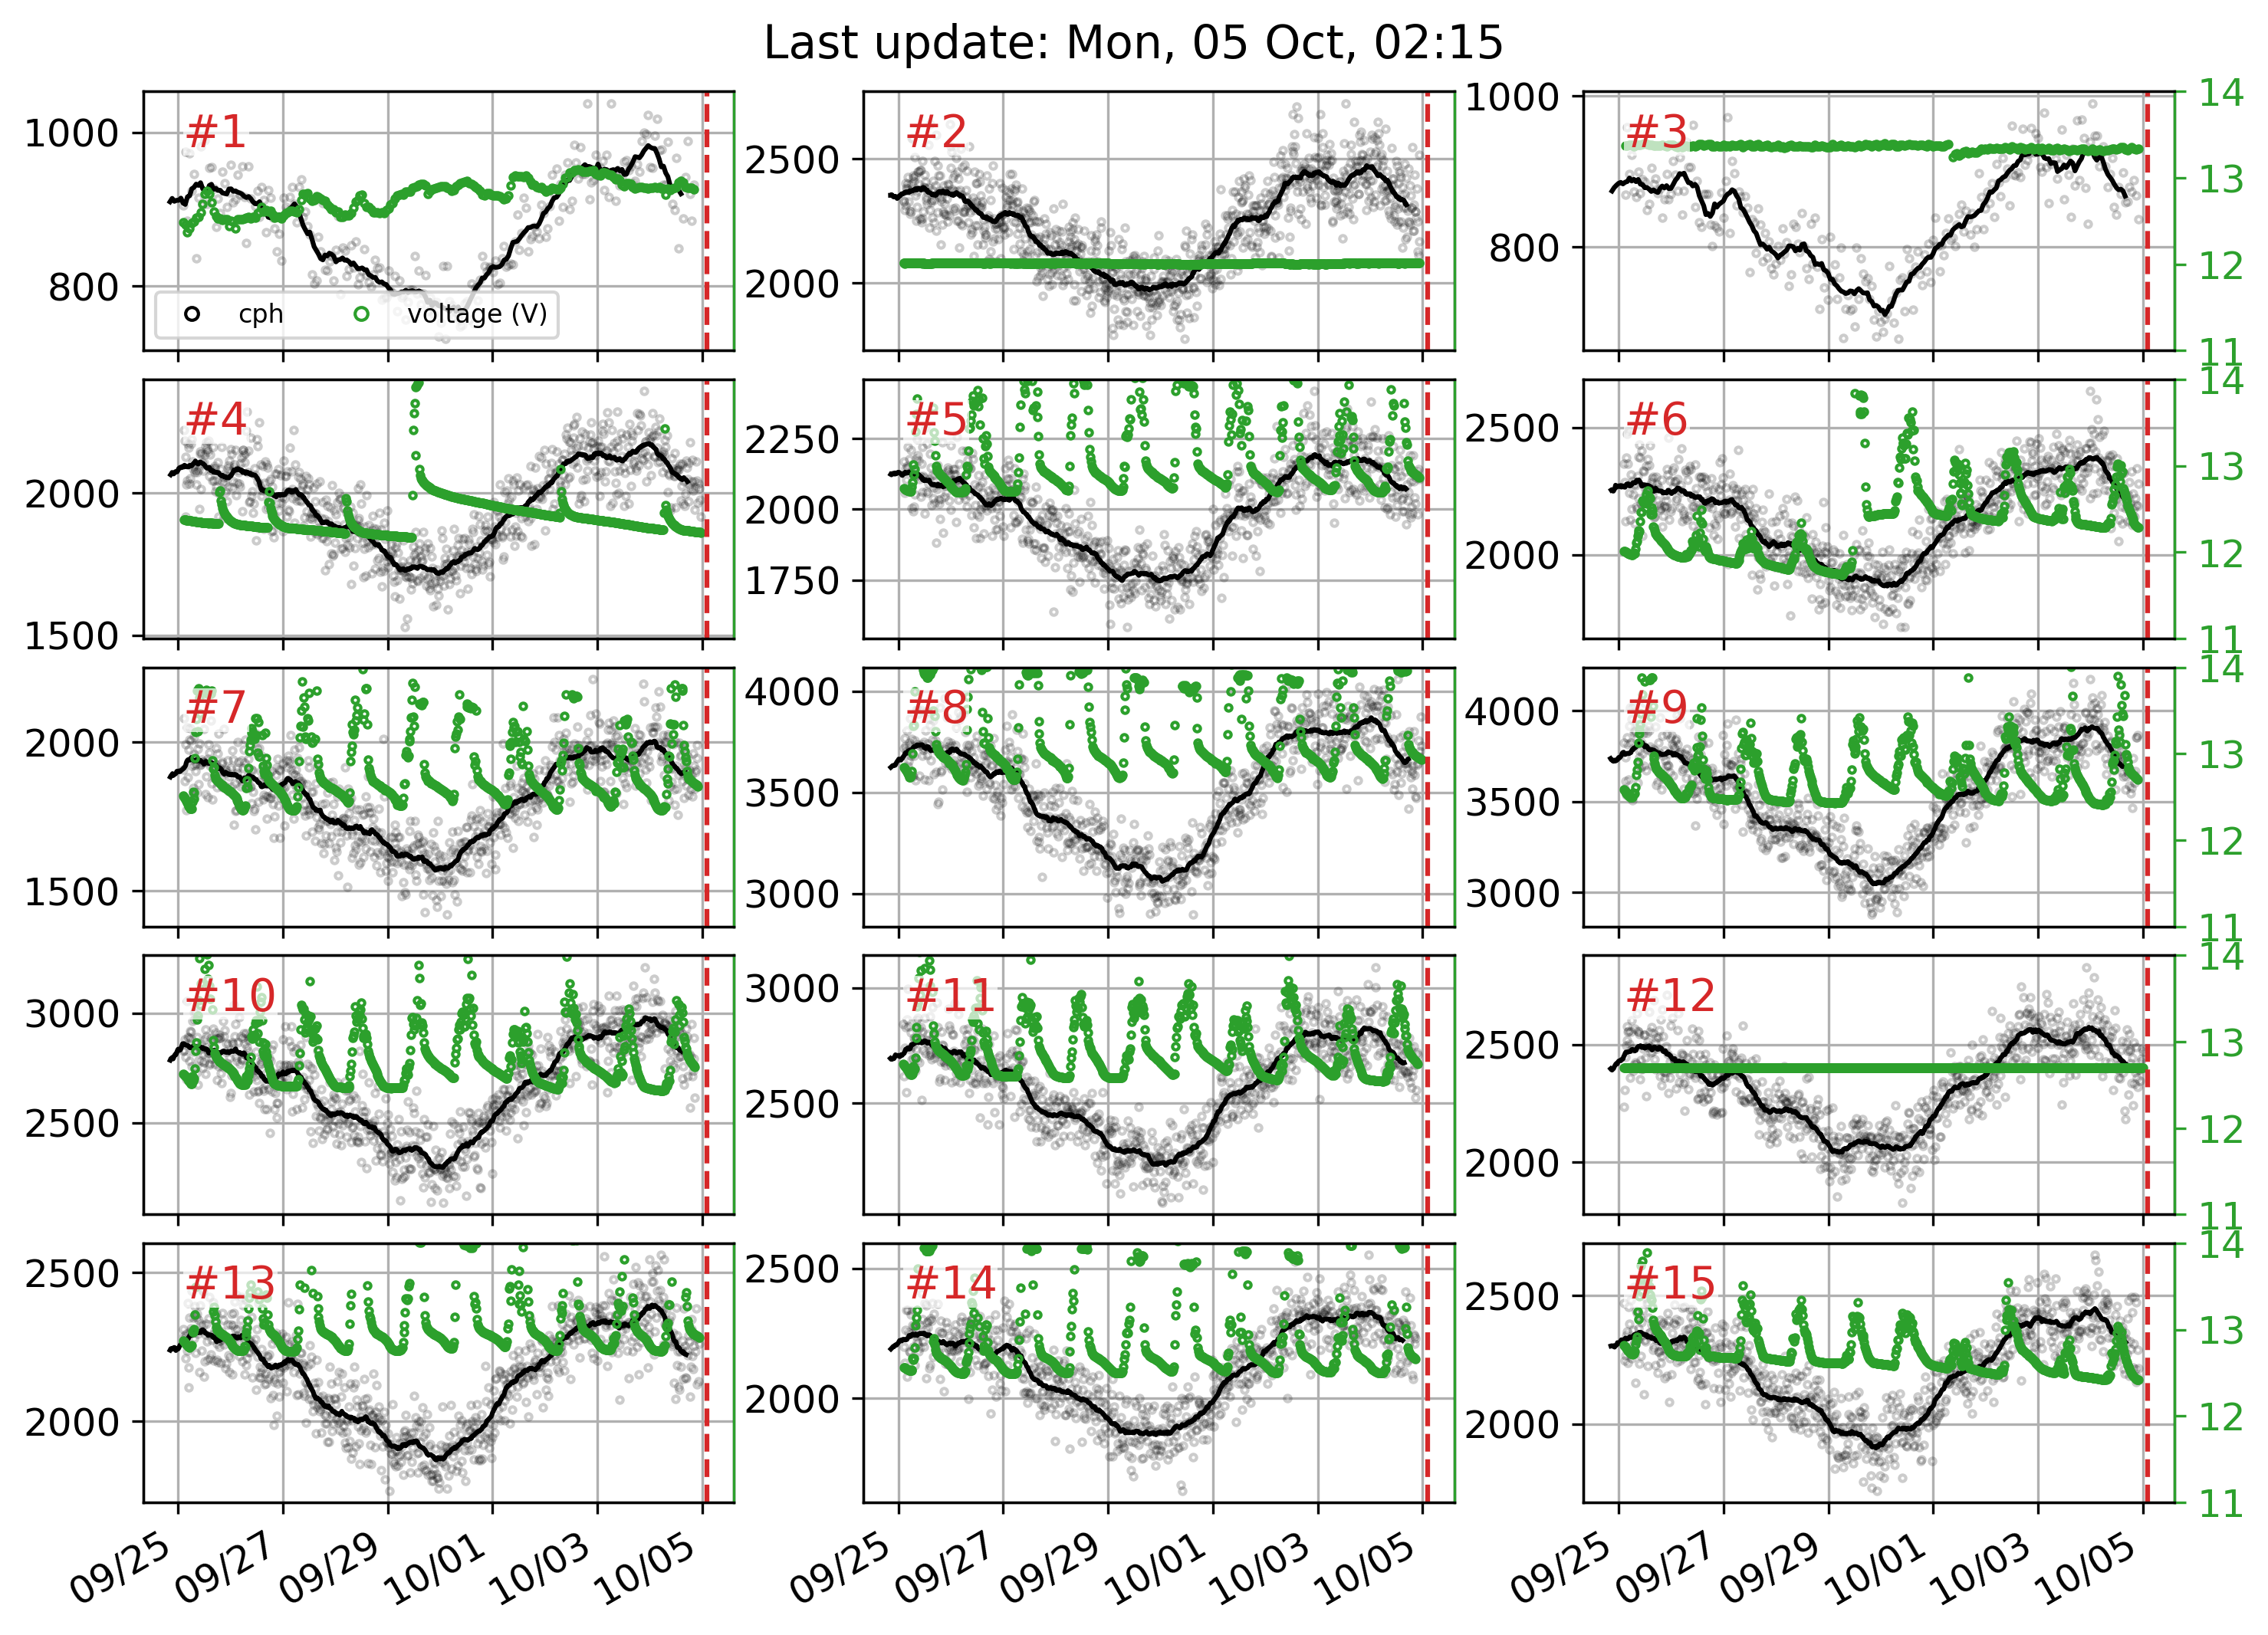 Last update: Mon, 05 Oct, 02:15
#1 #2 #3
1000 2500 1000 14
800 2000 800 13
cph voltage (V) 12
11
#4 #5 #6 14
2000 2250 2500 13
1500 2000 2000 12
1750 11
#7 #8 #9 14
2000 4000 4000 13
1500 3500 3500 12
3000 3000 11
#10 #11 #12 14
3000 3000 2500 13
2500 2500 2000 12
11
#13 #14 #15 14
2500 2500 2500 13
2000 2000 2000 12
11
09/25 09/27 09/29 10/01 10/03 10/05 09/25 09/27 09/29 10/01 10/03 10/05 09/25 09/27 09/29 10/01 10/03 10/05